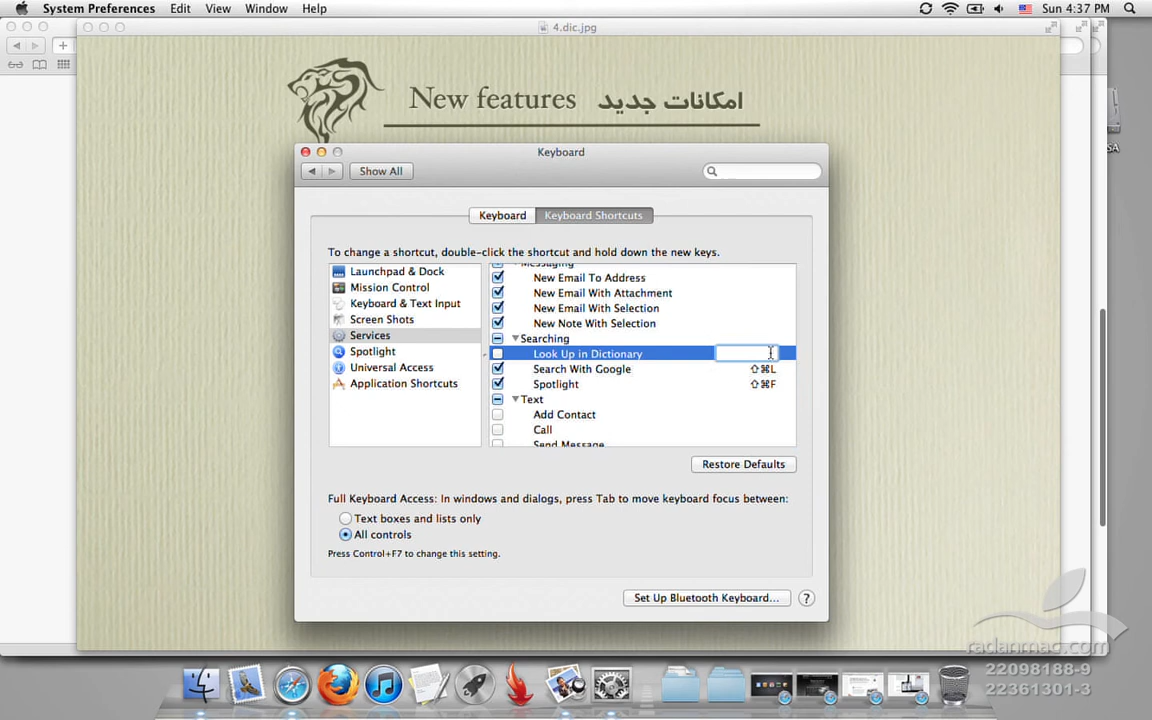 System Preferences Edit View Window Help Sun 4:37 PM
4.dic.jpg
New features امکانات جدید
Keyboard
Show All
Keyboard Keyboard Shortcuts
To change a shortcut, double-click the shortcut and hold down the new keys.
Launchpad & Dock
Mission Control
Keyboard & Text Input
Screen Shots
Services
Spotlight
Universal Access
Application Shortcuts
Messaging
New Email To Address
New Email With Attachment
New Email With Selection
New Note With Selection
Searching
Look Up in Dictionary
Search With Google ⇧⌘L
Spotlight ⇧⌘F
Text
Add Contact
Call
Send Message
Restore Defaults
Full Keyboard Access: In windows and dialogs, press Tab to move keyboard focus between:
Text boxes and lists only
All controls
Press Control+F7 to change this setting.
Set Up Bluetooth Keyboard... ?
SA
radanmac.com
22098188-9
22361301-3